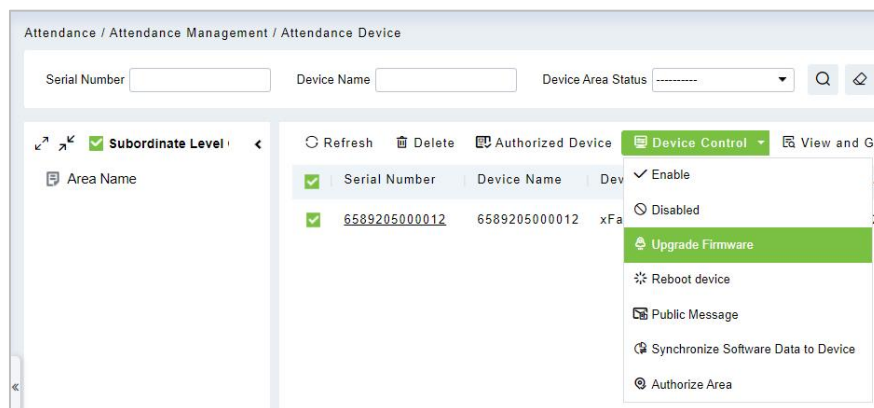 Attendance / Attendance Management / Attendance Device
Serial Number Device Name Device Area Status ----------
Subordinate Level
Refresh Delete Authorized Device Device Control View and G
Area Name
Serial Number Device Name Dev
6589205000012 6589205000012 xFa
Enable
Disabled
Upgrade Firmware
Reboot device
Public Message
Synchronize Software Data to Device
Authorize Area